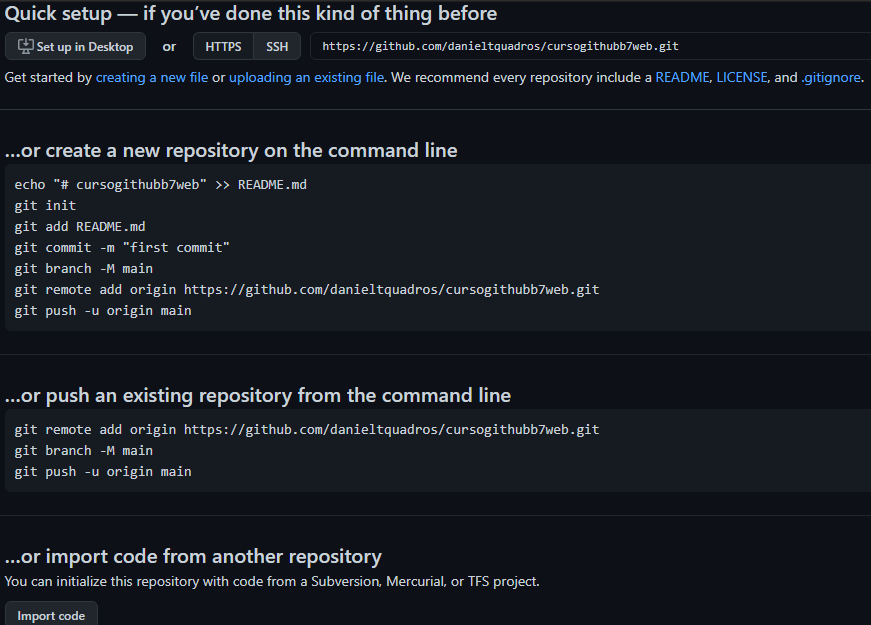 Quick setup — if you’ve done this kind of thing before
Set up in Desktop or HTTPS SSH https://github.com/danieltquadros/cursogithubb7web.git
Get started by creating a new file or uploading an existing file. We recommend every repository include a README, LICENSE, and .gitignore.
…or create a new repository on the command line
echo "# cursogithubb7web" >> README.md
git init
git add README.md
git commit -m "first commit"
git branch -M main
git remote add origin https://github.com/danieltquadros/cursogithubb7web.git
git push -u origin main
…or push an existing repository from the command line
git remote add origin https://github.com/danieltquadros/cursogithubb7web.git
git branch -M main
git push -u origin main
…or import code from another repository
You can initialize this repository with code from a Subversion, Mercurial, or TFS project.
Import code